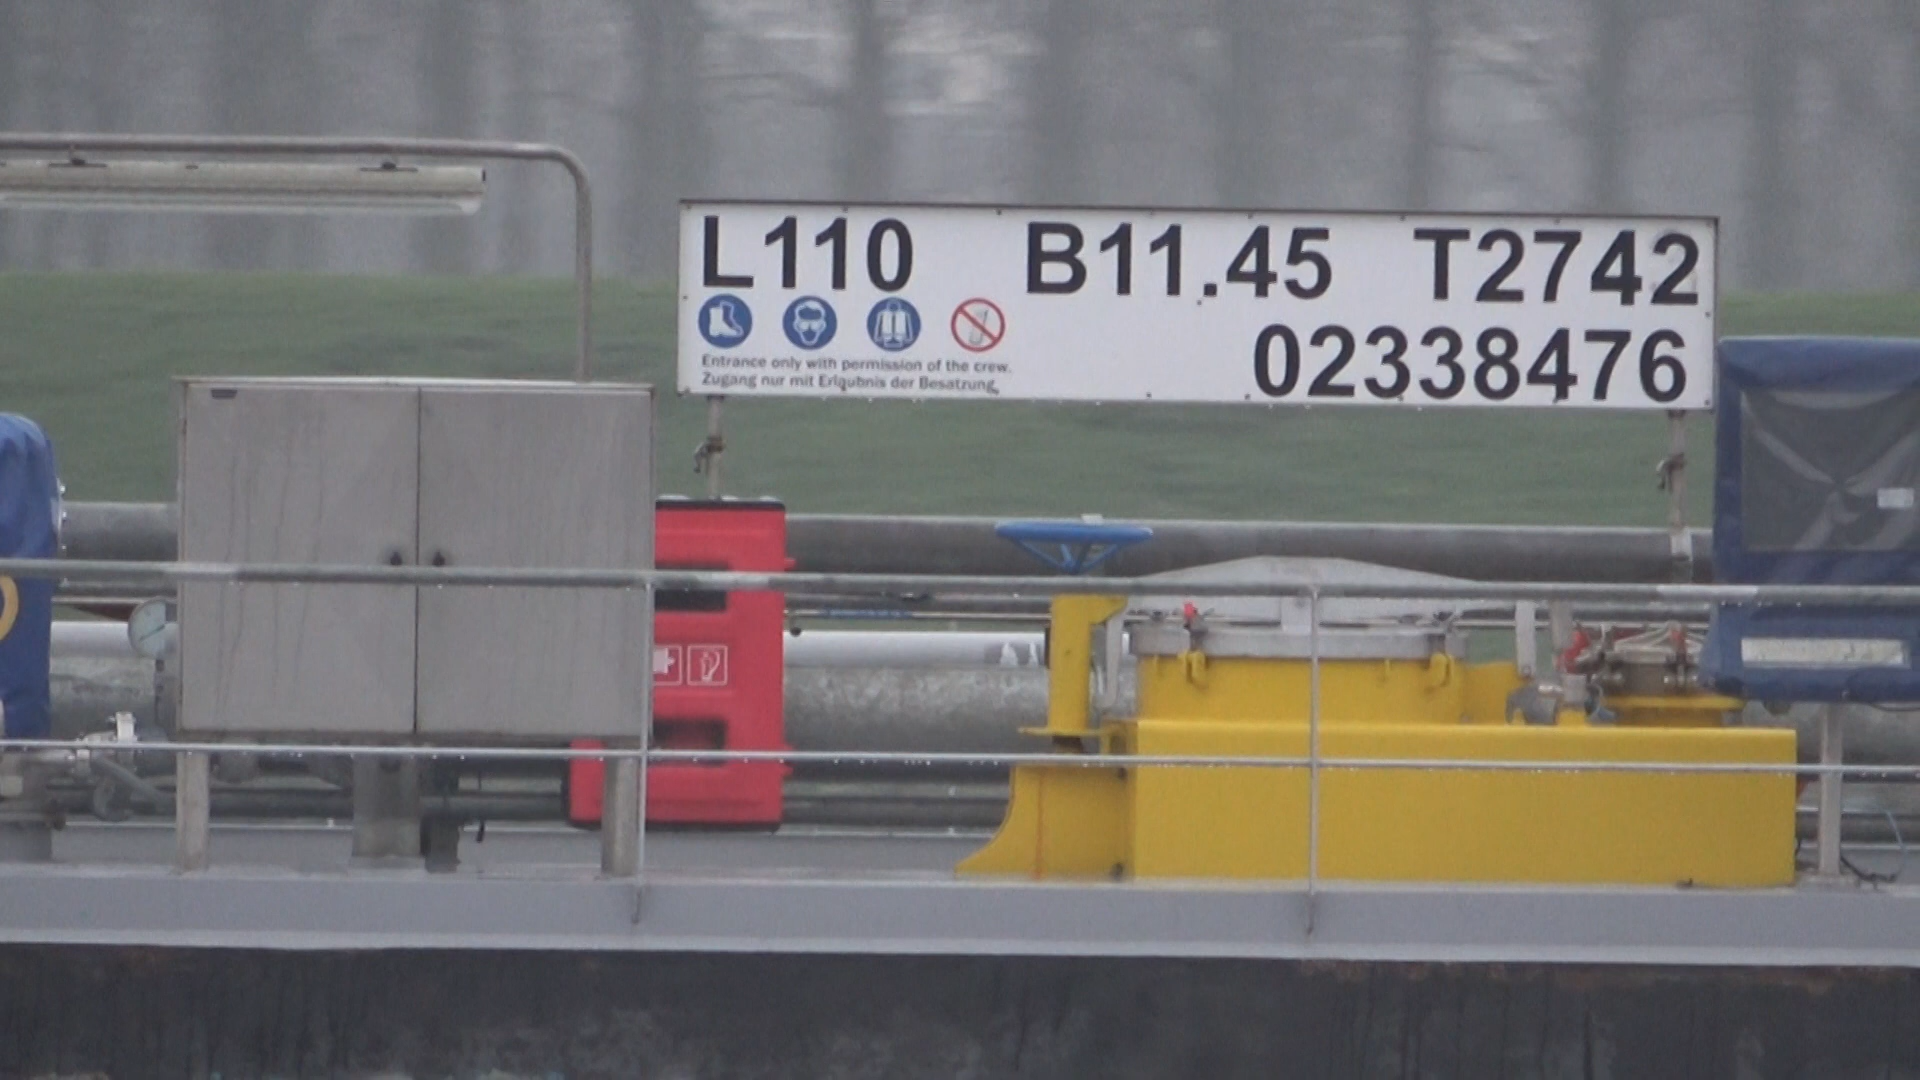 L110 B11.45 T2742
02338476
Entrance only with permission of the crew.
Zugang nur mit Erlaubnis der Besatzung.